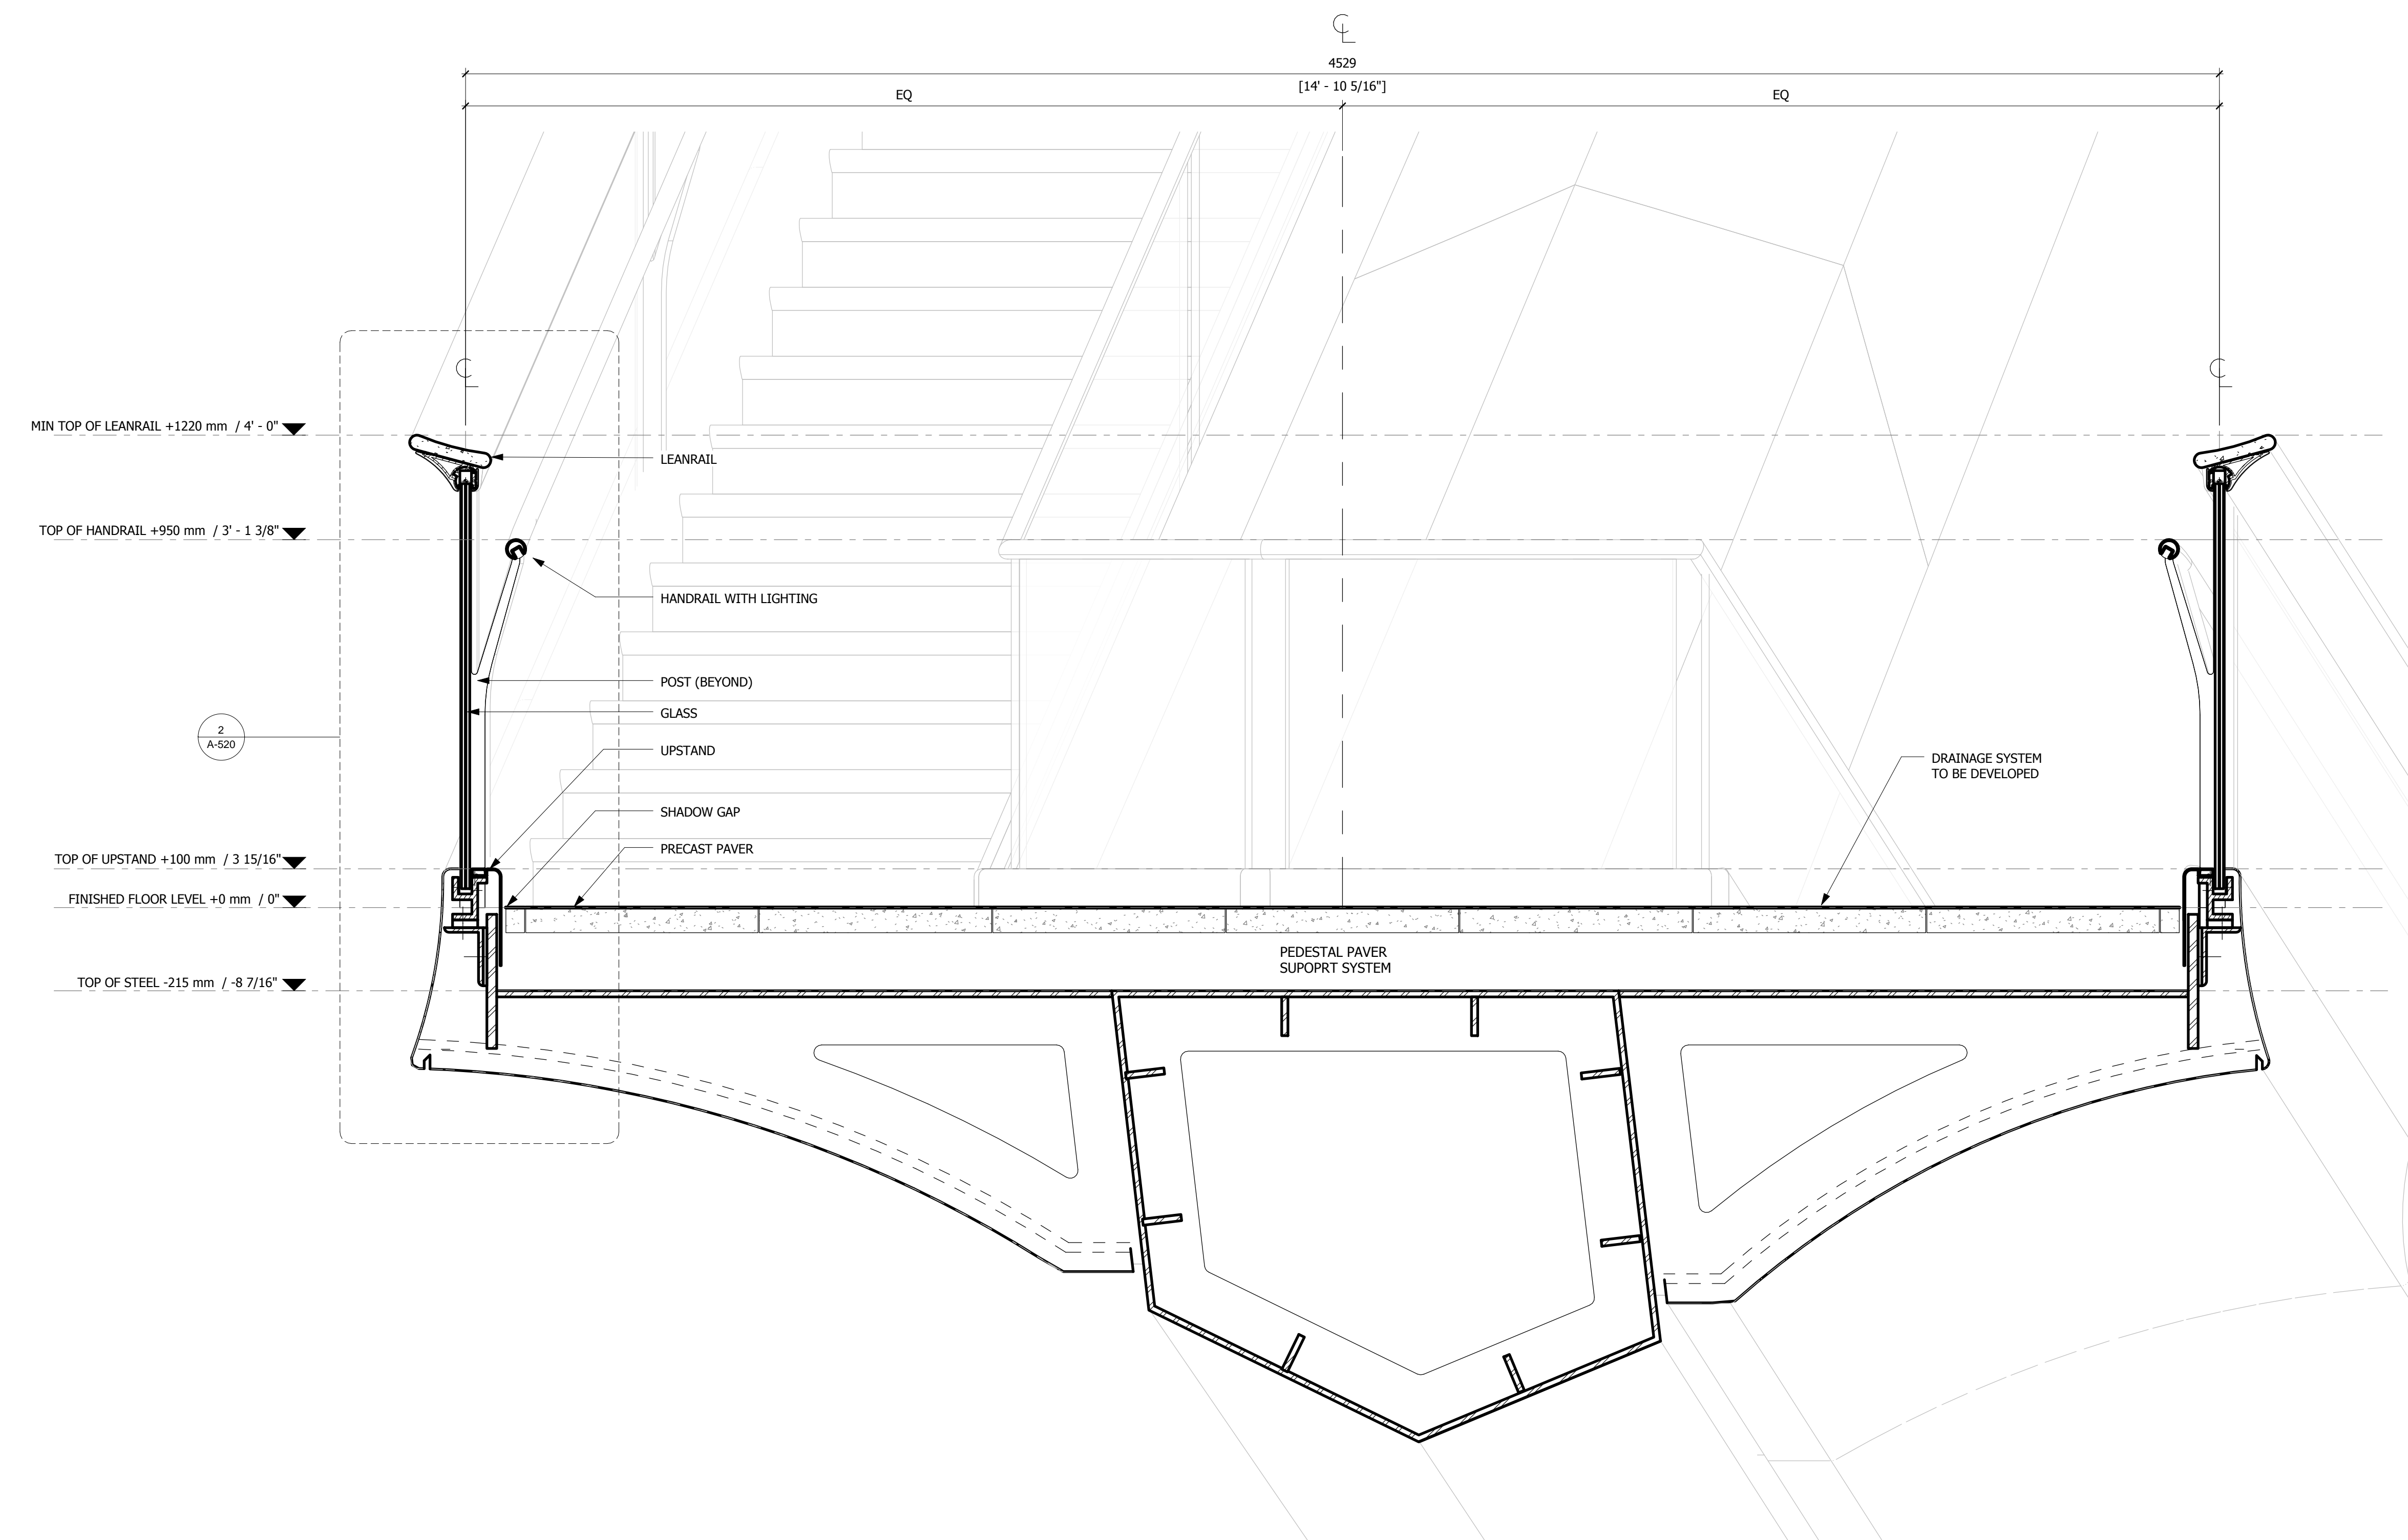 4529
[14' - 10 5/16"]
EQ
EQ
MIN TOP OF LEANRAIL +1220 mm / 4' - 0"
LEANRAIL
TOP OF HANDRAIL +950 mm / 3' - 1 3/8"
HANDRAIL WITH LIGHTING
POST (BEYOND)
GLASS
2
A-520
UPSTAND
DRAINAGE SYSTEM
TO BE DEVELOPED
SHADOW GAP
PRECAST PAVER
TOP OF UPSTAND +100 mm / 3 15/16"
FINISHED FLOOR LEVEL +0 mm / 0"
PEDESTAL PAVER
SUPOPRT SYSTEM
TOP OF STEEL -215 mm / -8 7/16"